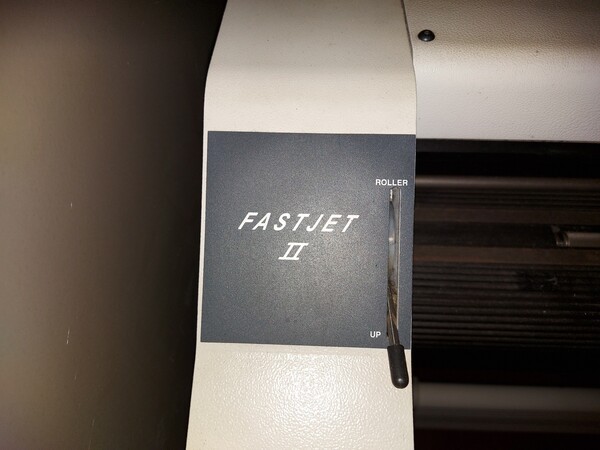 ROLLER
FASTJET
II
UP